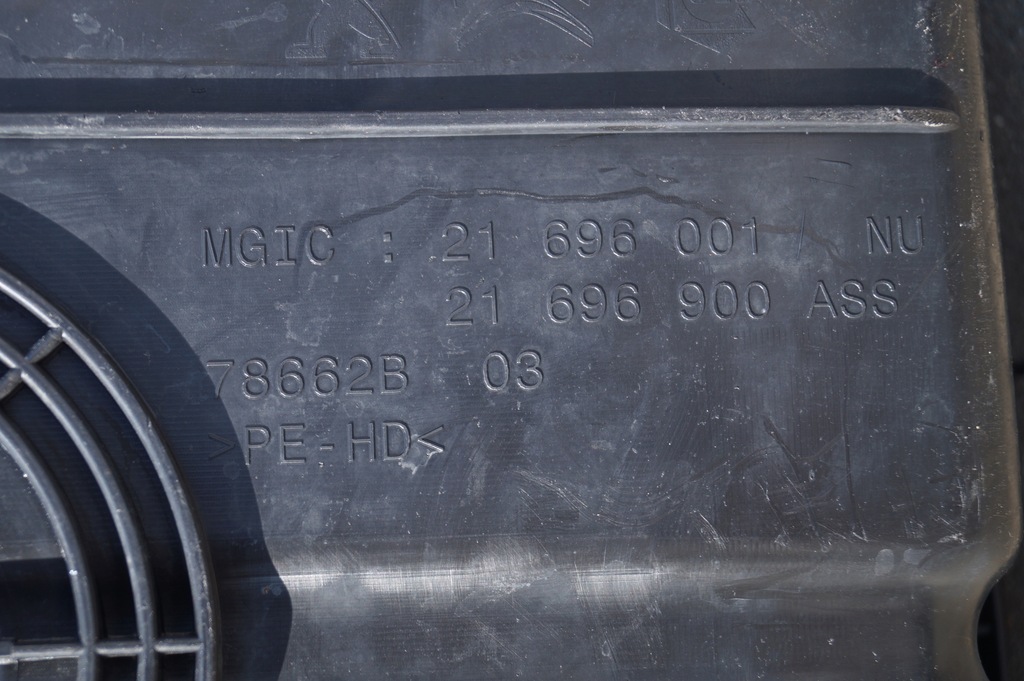 MGIC : 21 696 001 / NU
21 696 900 ASS
78662B 03
>PE-HD<